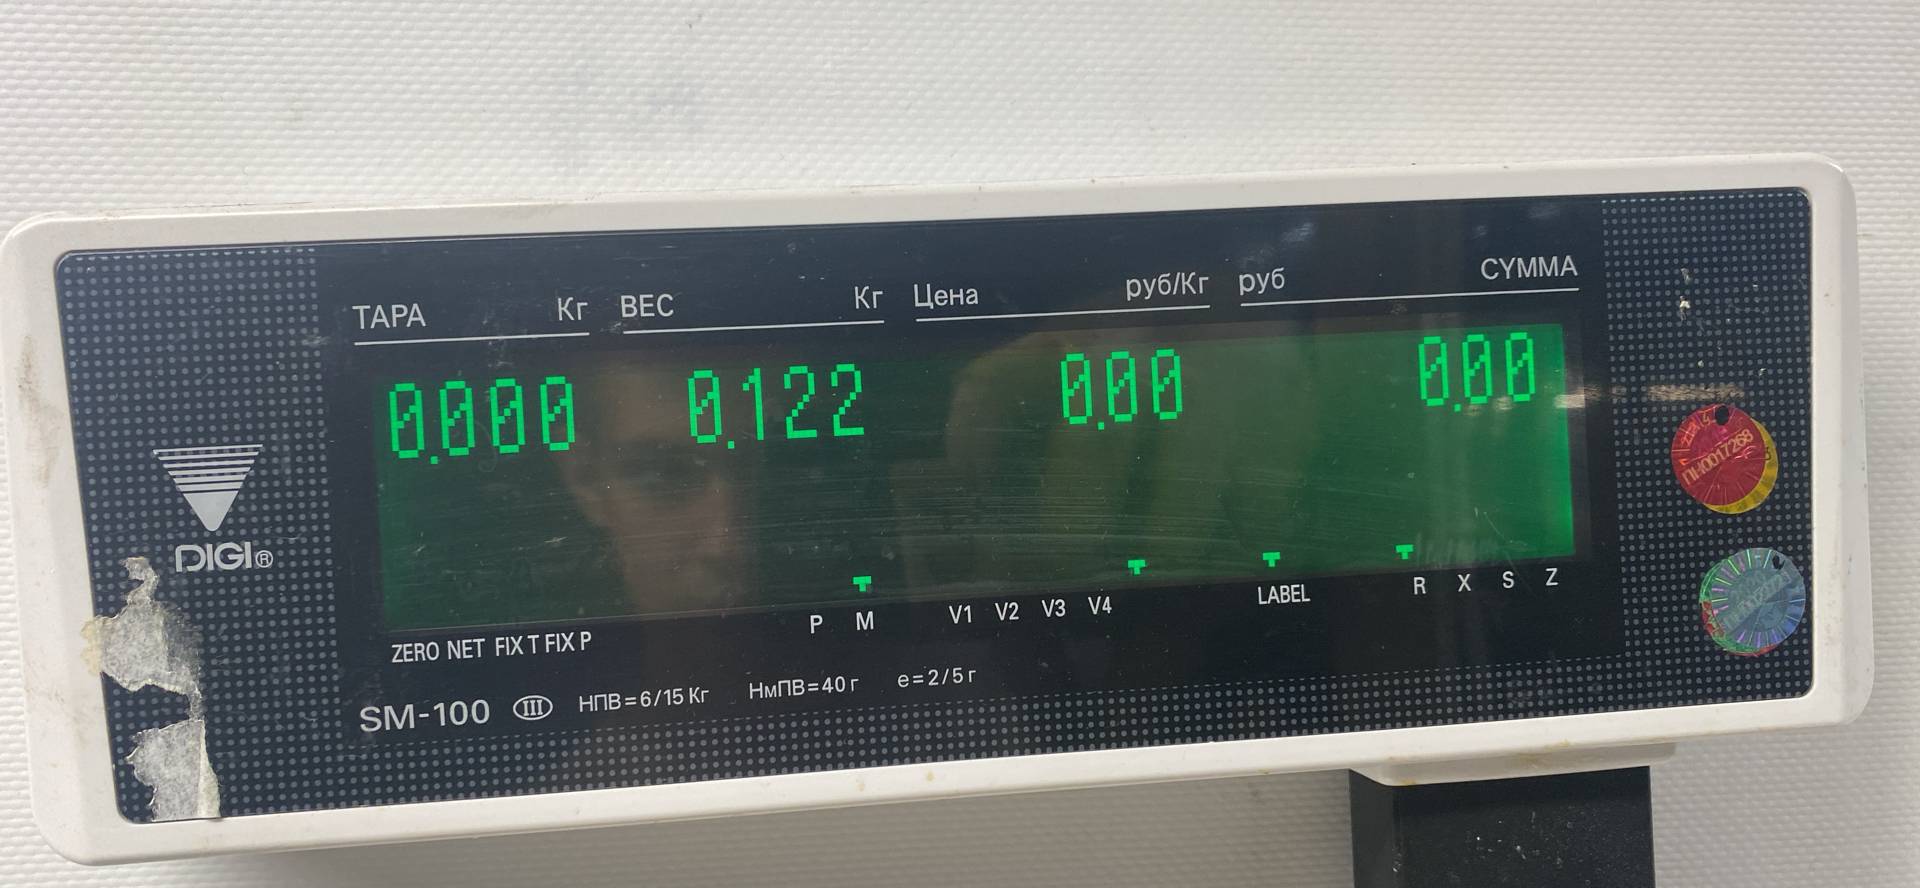 ТАРА Кг ВЕС Кг Цена руб/Кг руб СУММА
0.000 0.122 0.00 0.00
DIGI®
ПН0017268
ZERO NET FIX T FIX P P M V1 V2 V3 V4 LABEL R X S Z
SM-100 III НПВ=6/15 Кг НмПВ=40 г e=2/5 г